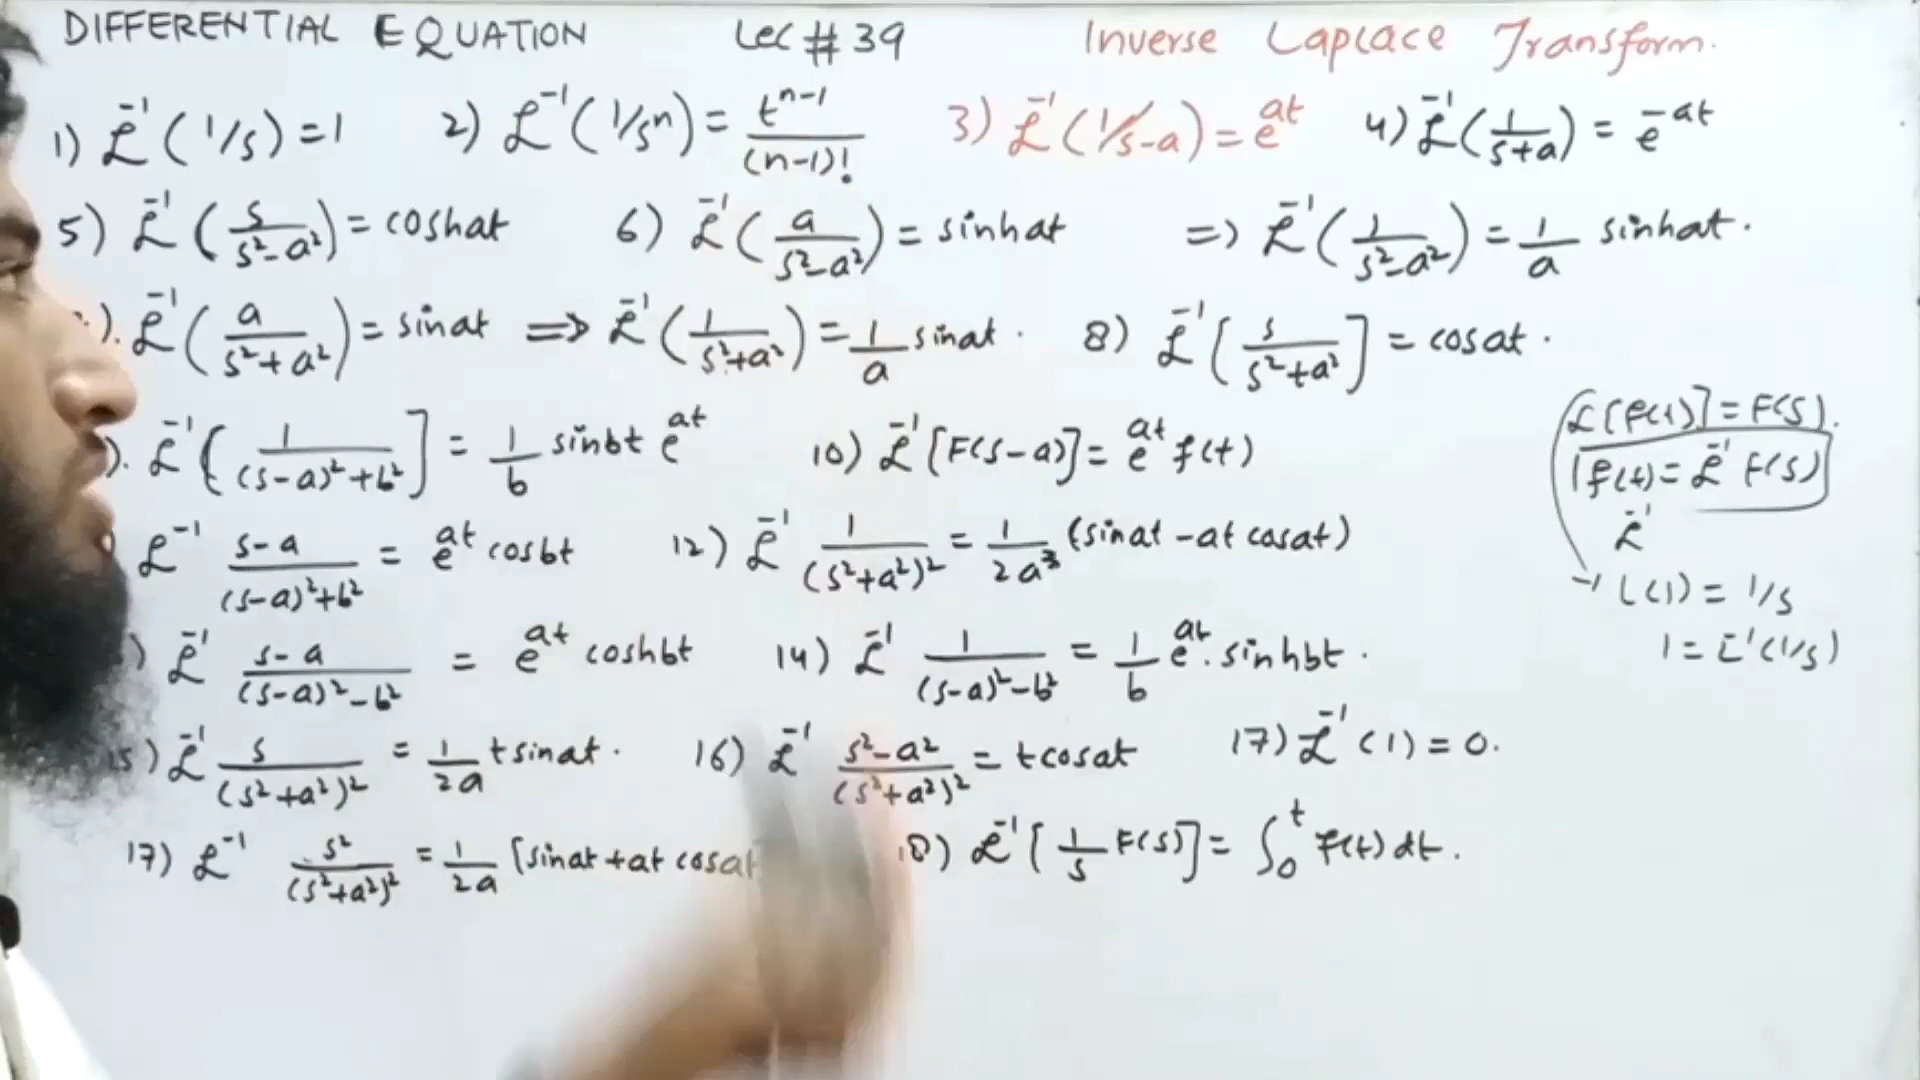 DIFFERENTIAL EQUATION Lec # 39 Inverse Laplace Transform.
1) ℒ⁻¹(1/s) = 1 2) ℒ⁻¹(1/sⁿ) = tⁿ⁻¹/(n-1)! 3) ℒ⁻¹(1/s-a) = eᵃᵗ 4) ℒ⁻¹(1/(s+a)) = e⁻ᵃᵗ
5) ℒ⁻¹(s/(s²-a²)) = coshat 6) ℒ⁻¹(a/(s²-a²)) = sinhat => ℒ⁻¹(1/(s²-a²)) = 1/a sinhat.
). ℒ⁻¹(a/(s²+a²)) = sinat => ℒ⁻¹(1/(s²+a²)) = 1/a sinat. 8) ℒ⁻¹[s/(s²+a²)] = cosat.
). ℒ⁻¹[1/((s-a)²+b²)] = 1/b sinbt eᵃᵗ 10) ℒ⁻¹[F(s-a)] = eᵃᵗ f(t)
ℒ⁻¹ (s-a)/((s-a)²+b²) = eᵃᵗ cosbt 12) ℒ⁻¹ 1/(s²+a²)² = 1/2a³ (sinat - at cosat)
) ℒ⁻¹ (s-a)/((s-a)²-b²) = eᵃᵗ coshbt 14) ℒ⁻¹ 1/((s-a)²-b²) = 1/b eᵃᵗ. sinhbt.
15) ℒ⁻¹ s/(s²+a²)² = 1/2a t sinat. 16) ℒ⁻¹ (s²-a²)/(s²+a²)² = t cosat 17) ℒ⁻¹(1) = 0.
17) ℒ⁻¹ s²/(s²+a²)² = 1/2a [sinat + at cosat 18) ℒ⁻¹[1/s F(s)] = ∫₀ᵗ f(t) dt.
ℒ[f(t)] = F(s).
f(t) = ℒ⁻¹ F(s)
ℒ⁻¹
L(1) = 1/s
1 = L⁻¹(1/s)